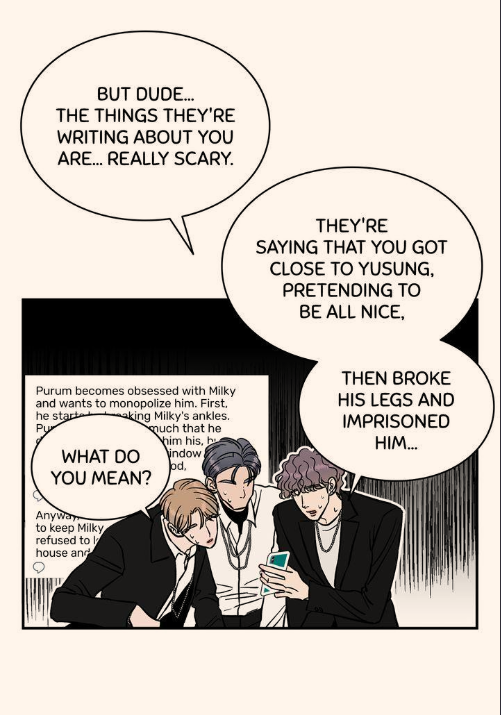 BUT DUDE...
THE THINGS THEY'RE
WRITING ABOUT YOU
ARE... REALLY SCARY.
THEY'RE
SAYING THAT YOU GOT
CLOSE TO YUSUNG,
PRETENDING TO
BE ALL NICE,
THEN BROKE
HIS LEGS AND
IMPRISONED
HIM...
Purum becomes obsessed with Milky
and wants to monopolize him. First,
he aking Milky's ankles.
much that he
him his,
indow
od,
WHAT DO
YOU MEAN?
Anyway
to keep Milky
refused to
house and